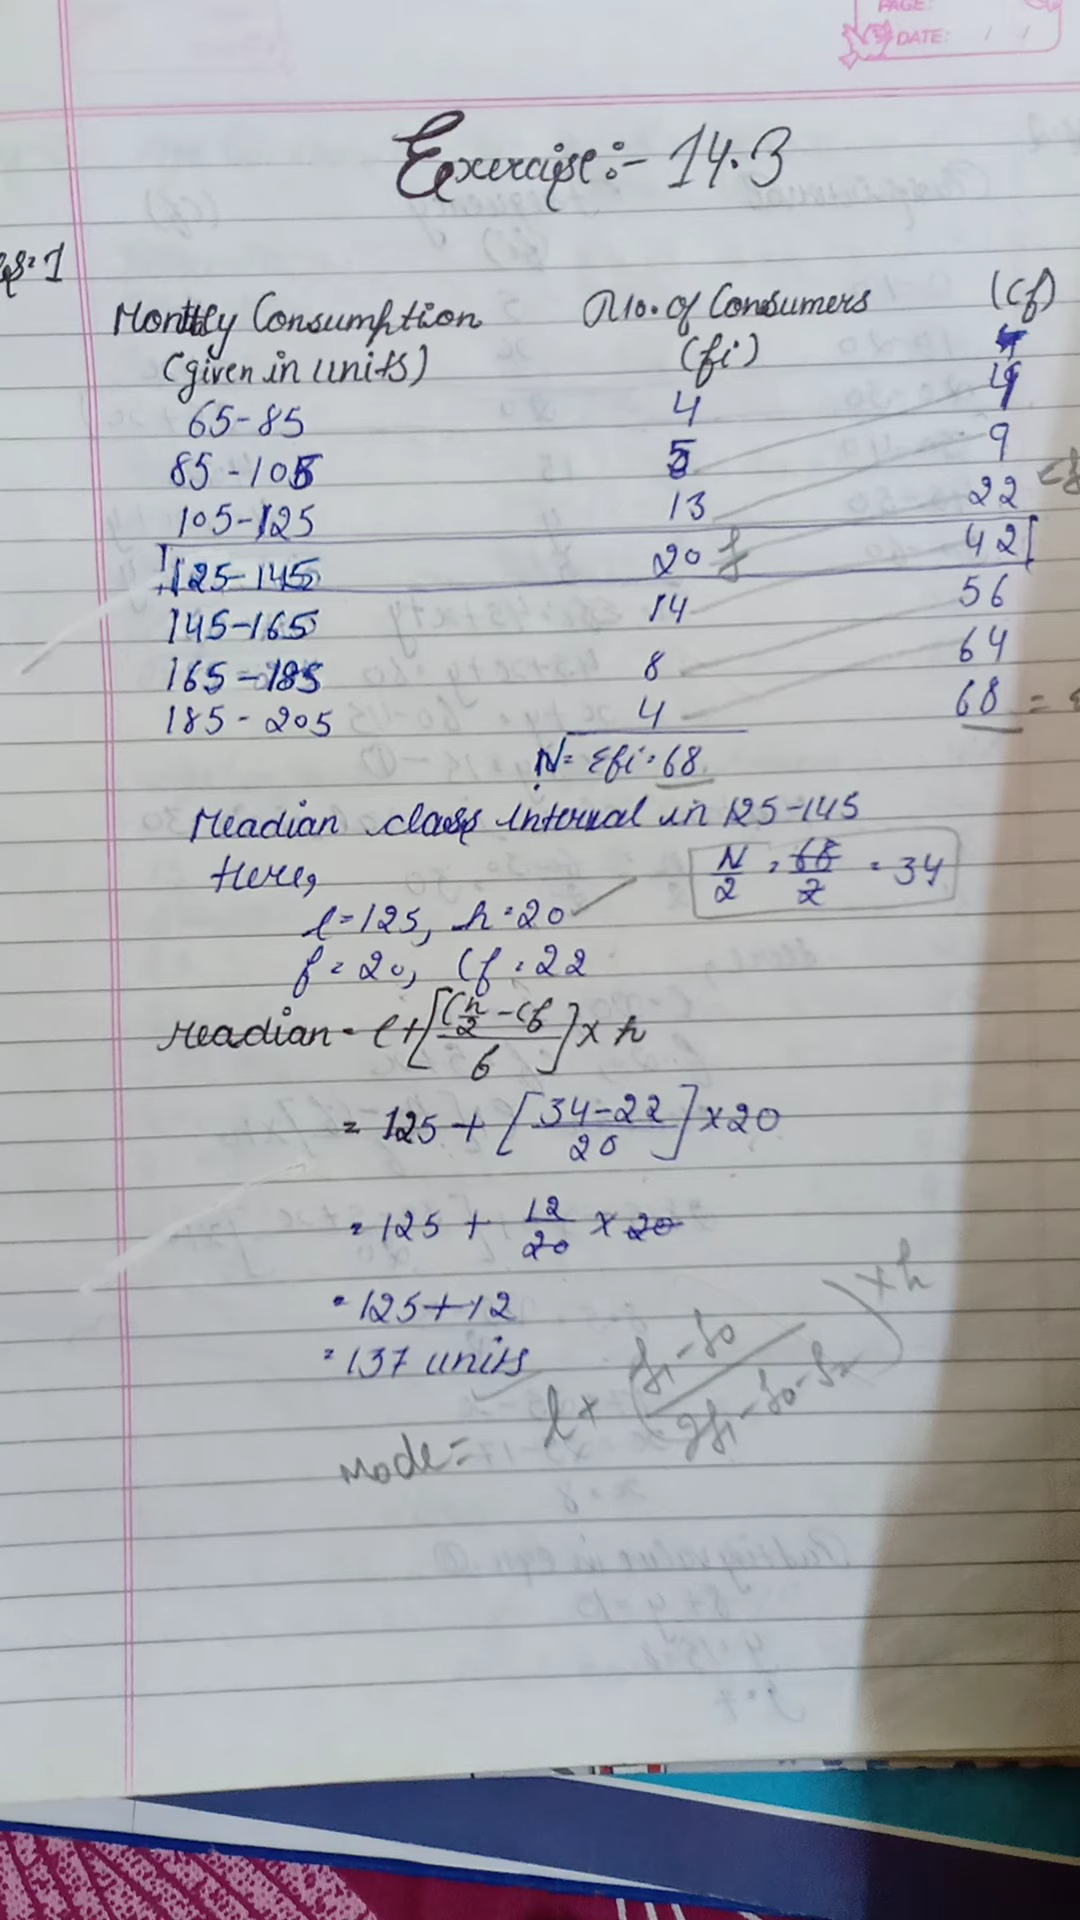 PAGE:
DATE: / /
Exercise:- 14.3
Monthly Consumption No. of Consumers (Cf)
(given in units) (fi)
65-85 4 4
85-105 5 9
105-125 13 22 cf
125-145 20 f 42
145-165 14 56
165-185 8 64
185-205 4 68 =
N= Σfi = 68
Meadian class interval in 125-145
Here, N/2 = 68/2 = 34
l=125, h=20
f=20, Cf=22
Meadian = l+[(n/2 - cf)/f] x h
= 125 + [34-22/20] x 20
= 125 + 12/20 x 20
= 125+12
= 137 units
mode = l + (f1-f0/2f1-f0-f2) x h